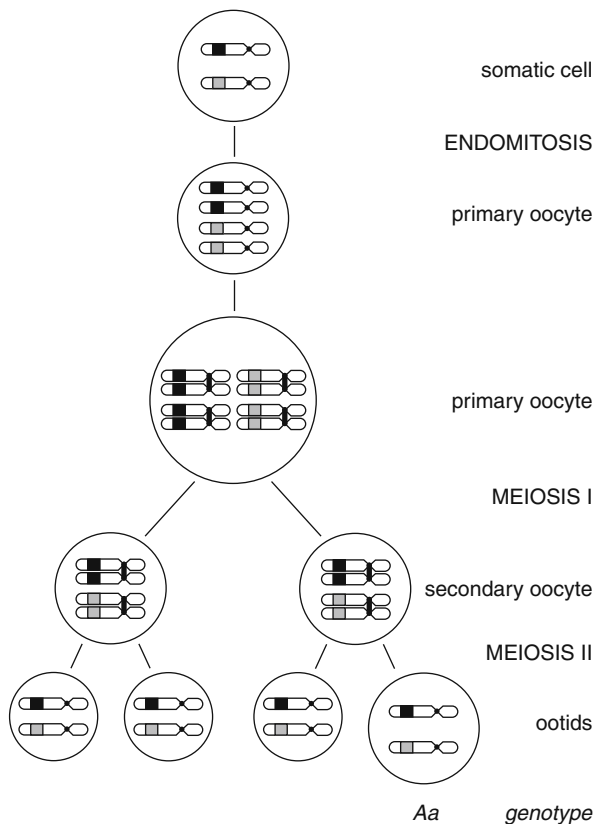 somatic cell
ENDOMITOSIS
primary oocyte
primary oocyte
MEIOSIS I
secondary oocyte
MEIOSIS II
ootids
Aa genotype